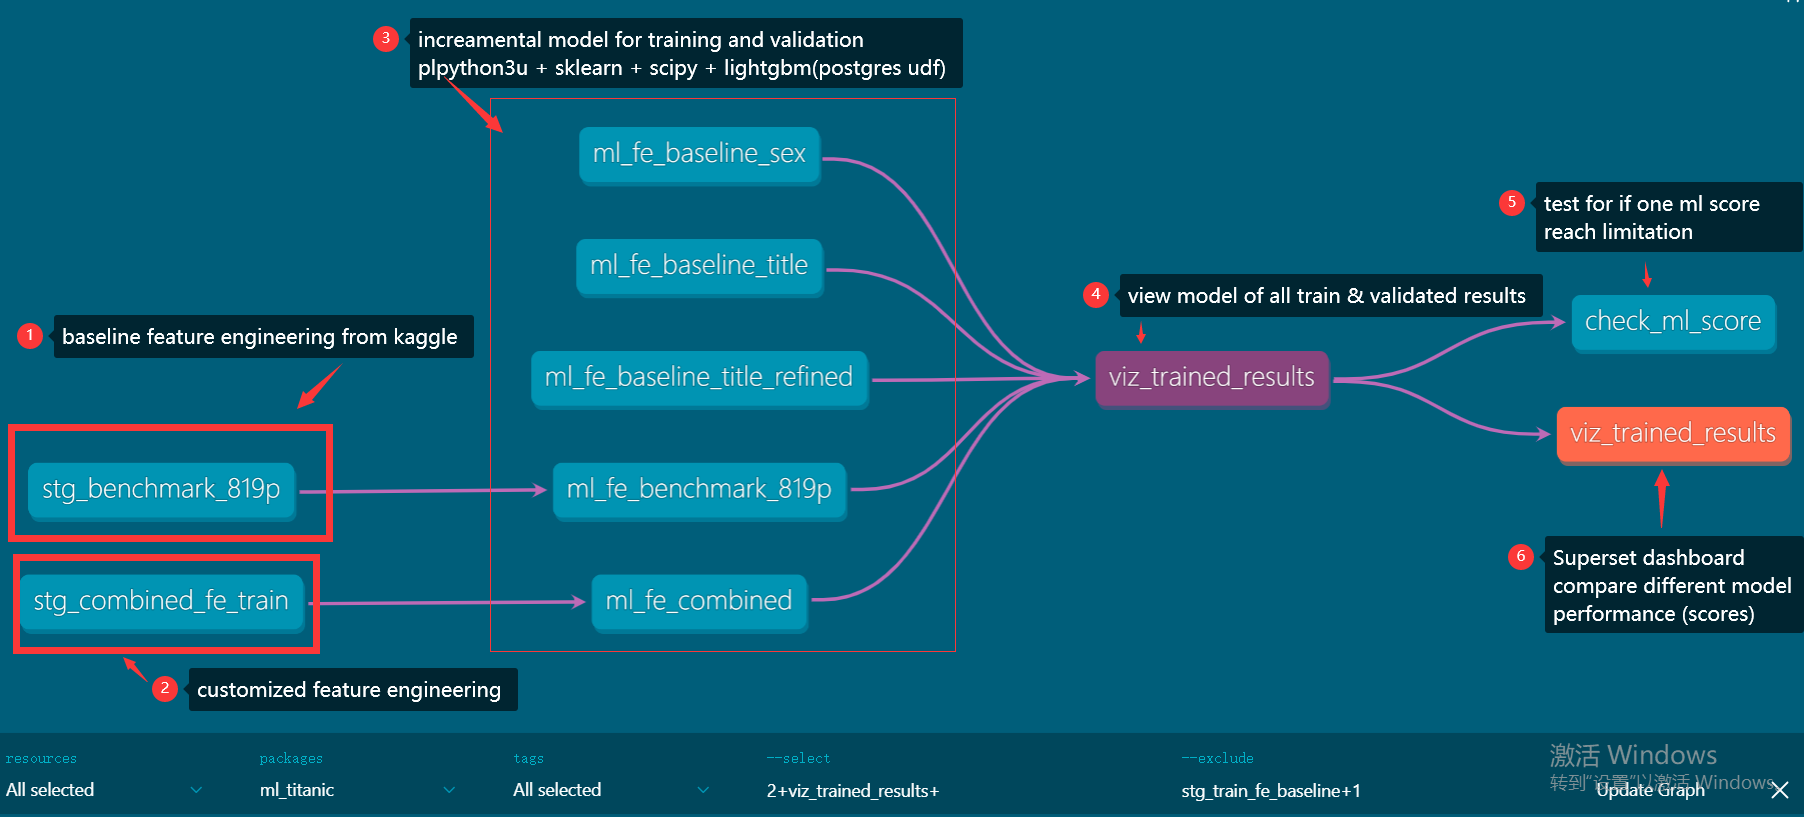 3
increamental model for training and validation
plpython3u + sklearn + scipy + lightgbm(postgres udf)
ml_fe_baseline_sex
5
test for if one ml score
reach limitation
ml_fe_baseline_title
4
view model of all train & validated results
check_ml_score
1
baseline feature engineering from kaggle
ml_fe_baseline_title_refined
viz_trained_results
viz_trained_results
stg_benchmark_819p
ml_fe_benchmark_819p
6
Superset dashboard
compare different model
performance (scores)
stg_combined_fe_train
ml_fe_combined
2
customized feature engineering
resources
packages
tags
--select
--exclude
All selected
ml_titanic
All selected
2+viz_trained_results+
stg_train_fe_baseline+1
Update Graph
激活 Windows
转到“设置”以激活 Windows。